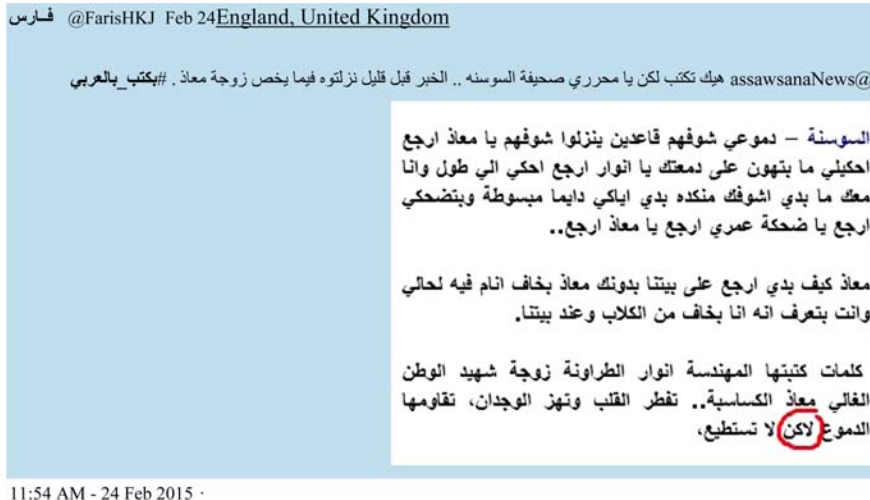 فــارس @FarisHKJ Feb 24 England, United Kingdom
@assawsanaNews هيك تكتب لكن يا محرري صحيفة السوسنه .. الخبر قبل قليل نزلتوه فيما يخص زوجة معاذ . #بكتب_بالعربي
السوسنة – دموعي شوفهم قاعدين ينزلوا شوفهم يا معاذ ارجع
احكيلي ما بتهون على دمعتك يا انوار ارجع احكي الي طول وانا
معك ما بدي اشوفك منكده بدي اياكي دايما مبسوطة وبتضحكي
ارجع يا ضحكة عمري ارجع يا معاذ ارجع..
معاذ كيف بدي ارجع على بيتنا بدونك معاذ بخاف انام فيه لحالي
وانت بتعرف انه انا بخاف من الكلاب وعند بيتنا.
كلمات كتبتها المهندسة انوار الطراونة زوجة شهيد الوطن
الغالي معاذ الكساسبة.. تفطر القلب وتهز الوجدان، تقاومها
الدموع لاكن لا تستطيع،
11:54 AM - 24 Feb 2015 ·